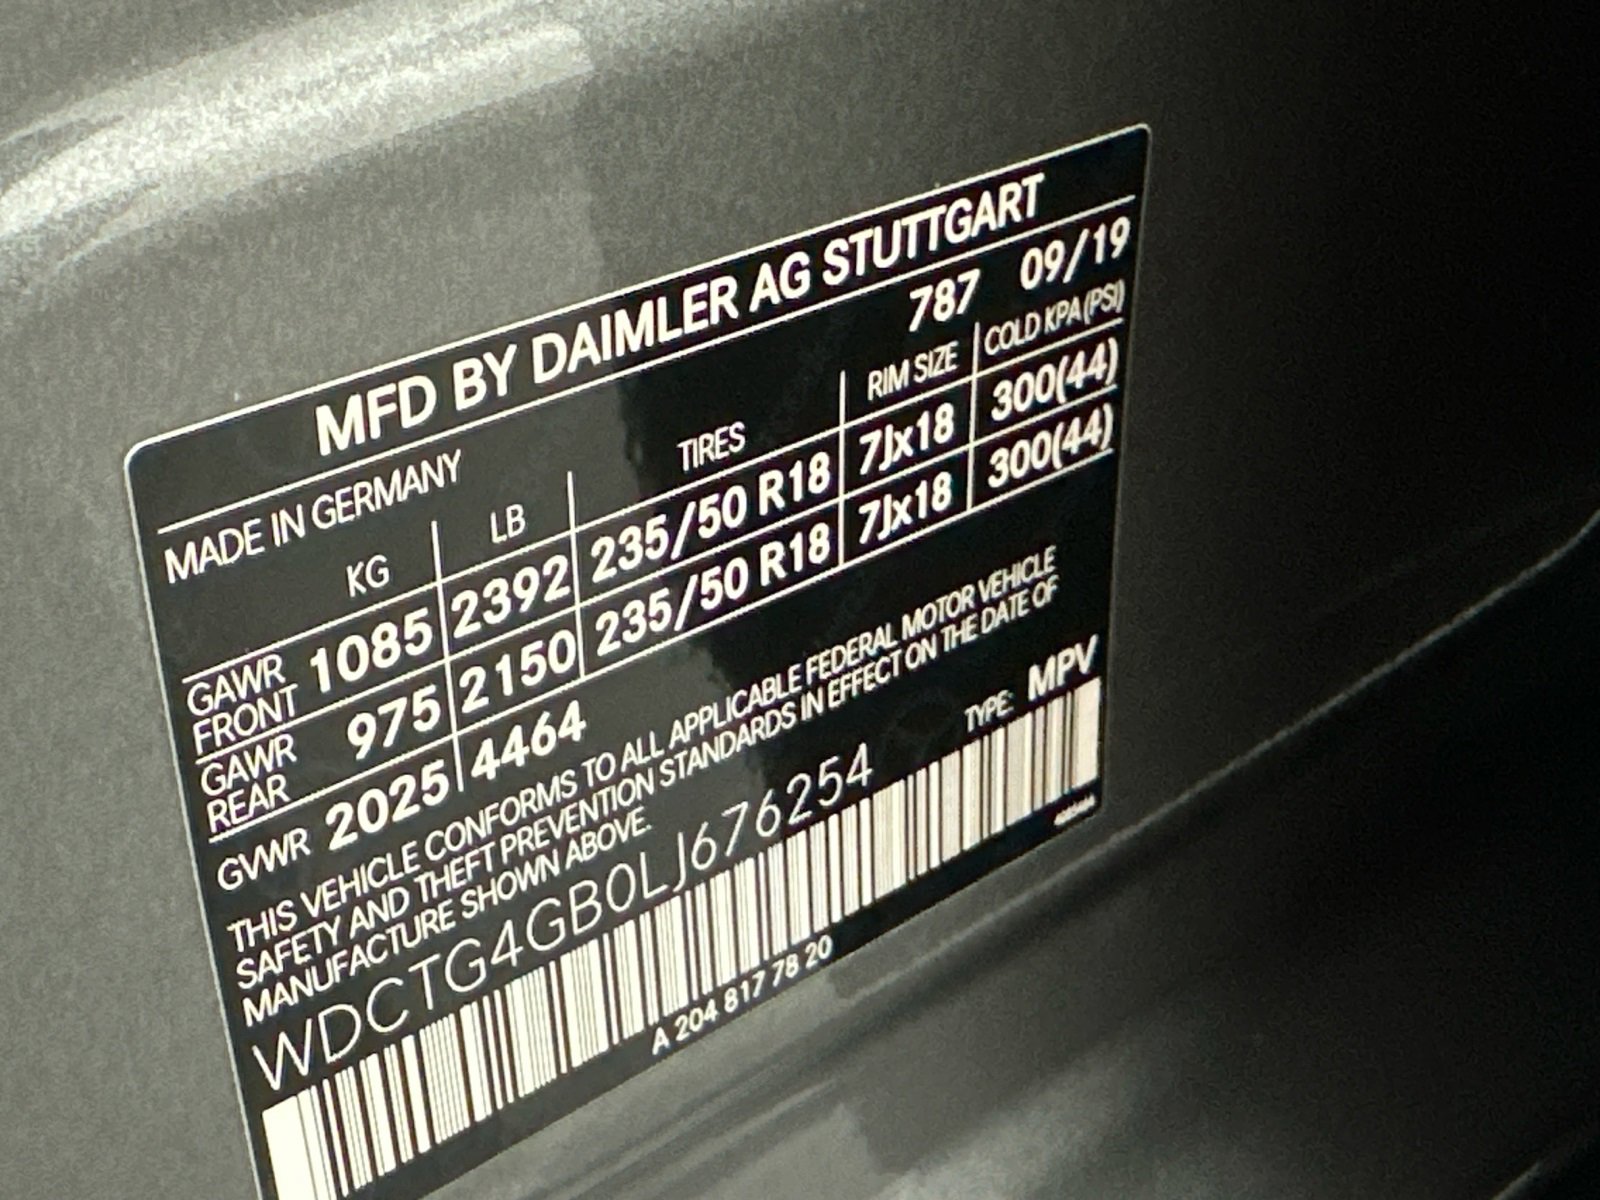 MFD BY DAIMLER AG STUTTGART
MADE IN GERMANY 787 09/19
KG LB TIRES RIM SIZE COLD KPA (PSI)
GAWR FRONT 1085 2392 235/50 R18 7Jx18 300(44)
GAWR REAR 975 2150 235/50 R18 7Jx18 300(44)
GVWR 2025 4464
THIS VEHICLE CONFORMS TO ALL APPLICABLE FEDERAL MOTOR VEHICLE
SAFETY AND THEFT PREVENTION STANDARDS IN EFFECT ON THE DATE OF
MANUFACTURE SHOWN ABOVE.
WDCTG4GB0LJ676254 TYPE: MPV
A 204 817 78 20